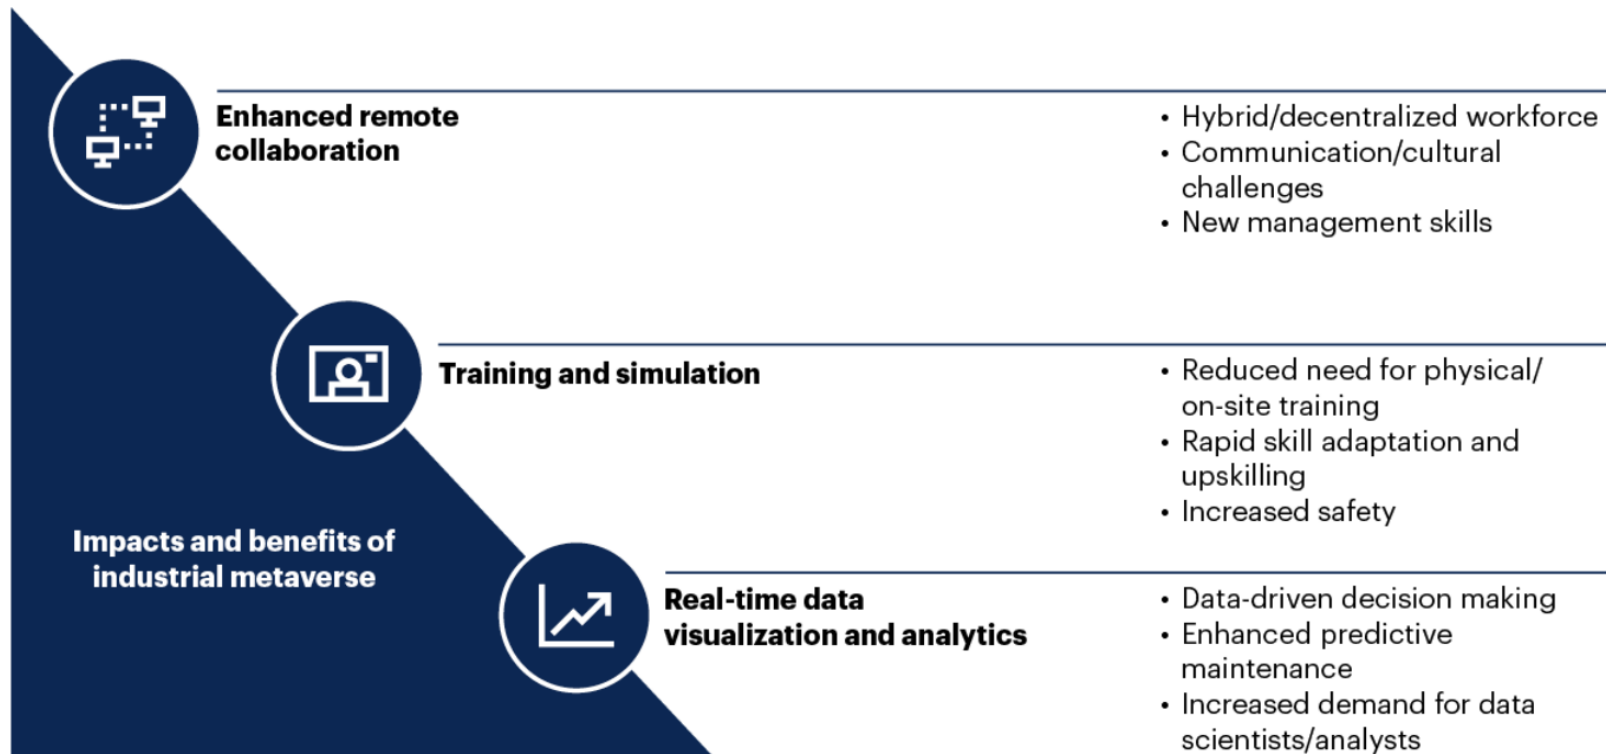 Enhanced remote
collaboration
• Hybrid/decentralized workforce
• Communication/cultural
challenges
• New management skills
Training and simulation
• Reduced need for physical/
on-site training
• Rapid skill adaptation and
upskilling
• Increased safety
Impacts and benefits of
industrial metaverse
Real-time data
visualization and analytics
• Data-driven decision making
• Enhanced predictive
maintenance
• Increased demand for data
scientists/analysts